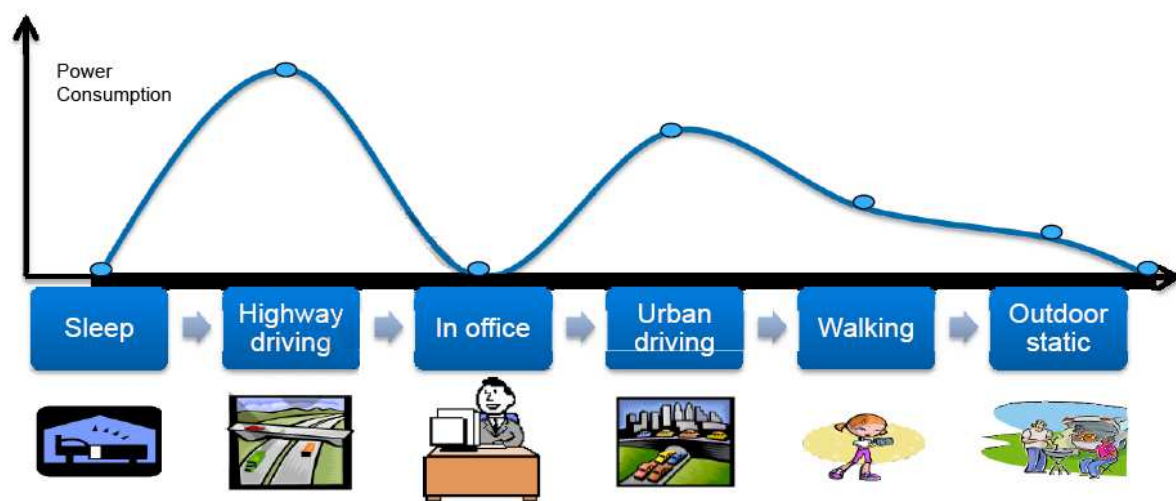 Power
Consumption
Sleep
Highway
driving
In office
Urban
driving
Walking
Outdoor
static